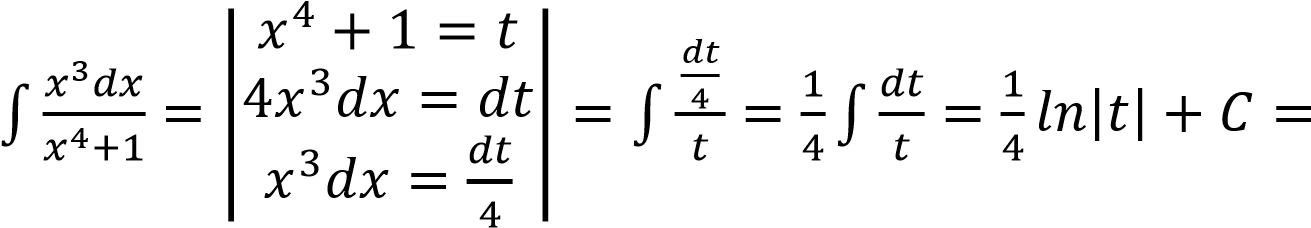 ∫ x³dx/x⁴+1 = | x⁴ + 1 = t
4x³dx = dt
x³dx = dt/4 | = ∫ dt/4/t = 1/4 ∫ dt/t = 1/4 ln|t| + C =